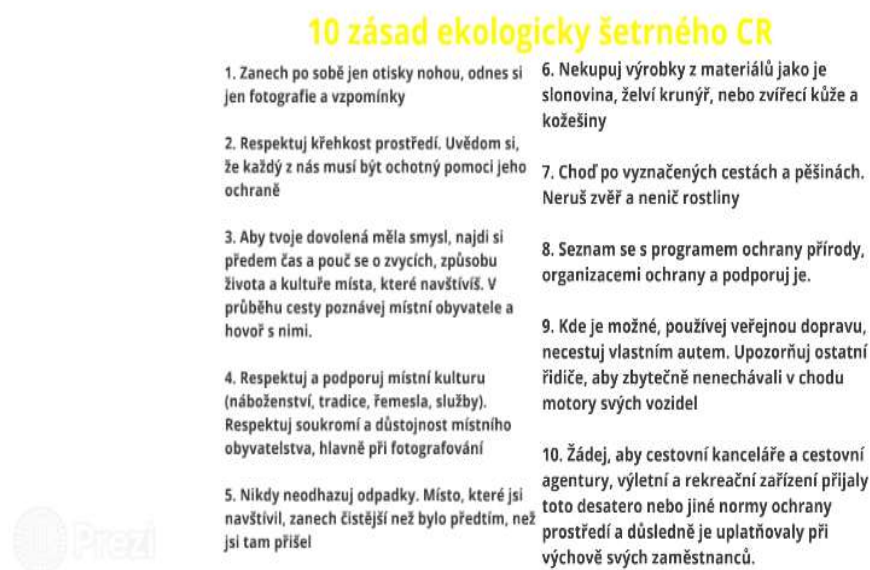 10 zásad ekologicky šetrného CR
1. Zanech po sobě jen otisky nohou, odnes si
jen fotografie a vzpomínky
2. Respektuj křehkost prostředí. Uvědom si,
že každý z nás musí být ochotný pomoci jeho
ochraně
3. Aby tvoje dovolená měla smysl, najdi si
předem čas a pouč se o zvycích, způsobu
života a kultuře místa, které navštívíš. V
průběhu cesty poznávej místní obyvatele a
hovoř s nimi.
4. Respektuj a podporuj místní kulturu
(náboženství, tradice, řemesla, služby).
Respektuj soukromí a důstojnost místního
obyvatelstva, hlavně při fotografování
5. Nikdy neodhazuj odpadky. Místo, které jsi
navštívil, zanech čistější než bylo předtím, než
jsi tam přišel
6. Nekupuj výrobky z materiálů jako je
slonovina, želví krunýř, nebo zvířecí kůže a
kožešiny
7. Choď po vyznačených cestách a pěšinách.
Neruš zvěř a nenič rostliny
8. Seznam se s programem ochrany přírody,
organizacemi ochrany a podporuj je.
9. Kde je možné, používej veřejnou dopravu,
necestuj vlastním autem. Upozorňuj ostatní
řidiče, aby zbytečně nenechávali v chodu
motory svých vozidel
10. Žádej, aby cestovní kanceláře a cestovní
agentury, výletní a rekreační zařízení přijaly
toto desatero nebo jiné normy ochrany
prostředí a důsledně je uplatňovaly při
výchově svých zaměstnanců.
Prezi